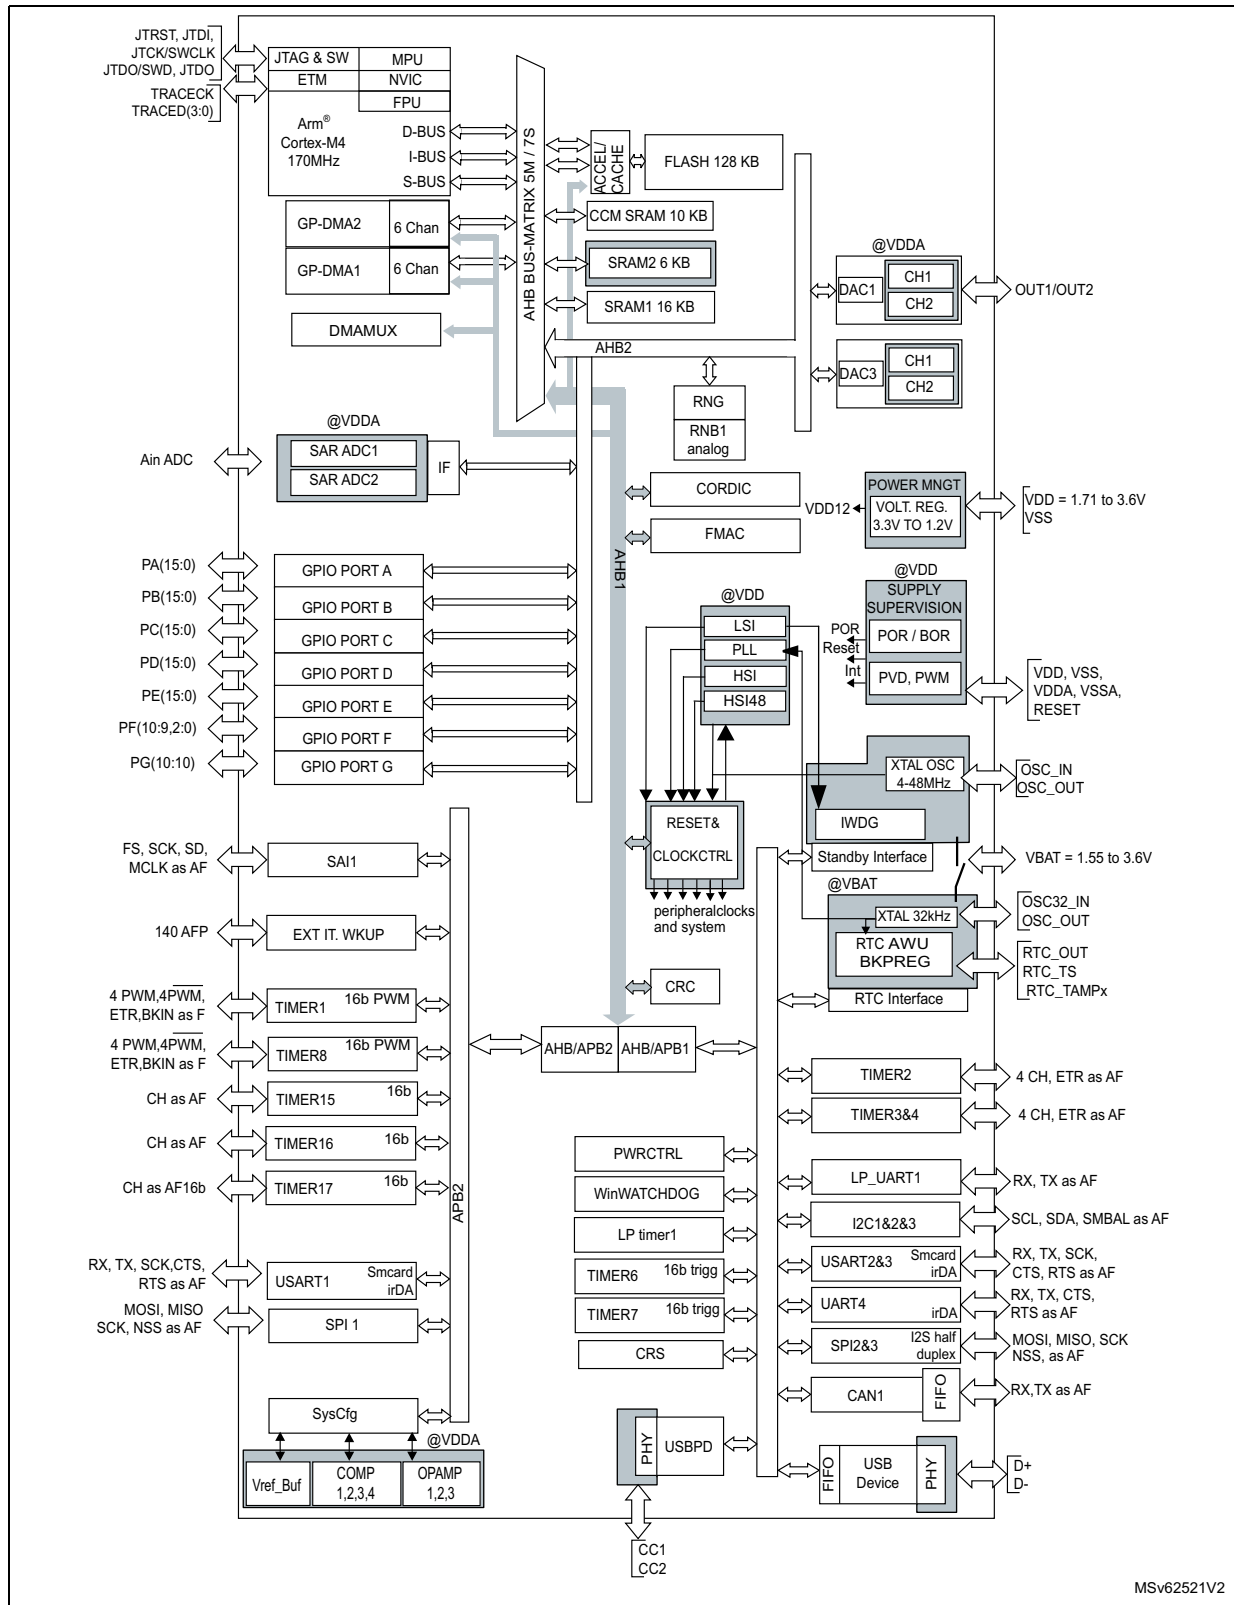 JTRST, JTDI,
JTCK/SWCLK
JTDO/SWD, JTDO
TRACECK
TRACED(3:0)
JTAG & SW
MPU
ETM
NVIC
FPU
Arm®
Cortex-M4
170MHz
D-BUS
I-BUS
S-BUS
GP-DMA2
6 Chan
GP-DMA1
6 Chan
DMAMUX
AHB BUS-MATRIX 5M / 7S
ACCEL/
CACHE
FLASH 128 KB
CCM SRAM 10 KB
SRAM2 6 KB
SRAM1 16 KB
AHB2
RNG
RNB1
analog
@VDDA
DAC1
CH1
CH2
OUT1/OUT2
DAC3
CH1
CH2
@VDDA
Ain ADC
SAR ADC1
SAR ADC2
IF
CORDIC
FMAC
AHB1
POWER MNGT
VDD12
VOLT. REG.
3.3V TO 1.2V
VDD = 1.71 to 3.6V
VSS
PA(15:0)
GPIO PORT A
PB(15:0)
GPIO PORT B
PC(15:0)
GPIO PORT C
PD(15:0)
GPIO PORT D
PE(15:0)
GPIO PORT E
PF(10:9,2:0)
GPIO PORT F
PG(10:10)
GPIO PORT G
@VDD
LSI
PLL
HSI
HSI48
@VDD
SUPPLY
SUPERVISION
POR
Reset
Int
POR / BOR
PVD, PWM
VDD, VSS,
VDDA, VSSA,
RESET
XTAL OSC
4-48MHz
OSC_IN
OSC_OUT
IWDG
RESET&
CLOCKCTRL
peripheralclocks
and system
Standby Interface
VBAT = 1.55 to 3.6V
@VBAT
XTAL 32kHz
OSC32_IN
OSC_OUT
RTC AWU
BKPREG
RTC_OUT
RTC_TS
RTC_TAMPx
RTC Interface
CRC
AHB/APB2
AHB/APB1
FS, SCK, SD,
MCLK as AF
SAI1
140 AFP
EXT IT. WKUP
4 PWM,4PWM,
ETR,BKIN as F
TIMER1
16b PWM
4 PWM,4PWM,
ETR,BKIN as F
TIMER8
16b PWM
CH as AF
TIMER15
16b
CH as AF
TIMER16
16b
CH as AF16b
TIMER17
16b
APB2
RX, TX, SCK,CTS,
RTS as AF
USART1
Smcard
irDA
MOSI, MISO
SCK, NSS as AF
SPI 1
SysCfg
@VDDA
Vref_Buf
COMP
1,2,3,4
OPAMP
1,2,3
PWRCTRL
WinWATCHDOG
LP timer1
TIMER6
16b trigg
TIMER7
16b trigg
CRS
PHY
USBPD
CC1
CC2
TIMER2
4 CH, ETR as AF
TIMER3&4
4 CH, ETR as AF
LP_UART1
RX, TX as AF
I2C1&2&3
SCL, SDA, SMBAL as AF
USART2&3
Smcard
irDA
RX, TX, SCK,
CTS, RTS as AF
UART4
irDA
RX, TX, CTS,
RTS as AF
SPI2&3
I2S half
duplex
MOSI, MISO, SCK
NSS, as AF
CAN1
FIFO
RX,TX as AF
FIFO
USB
Device
PHY
D+
D-
MSv62521V2